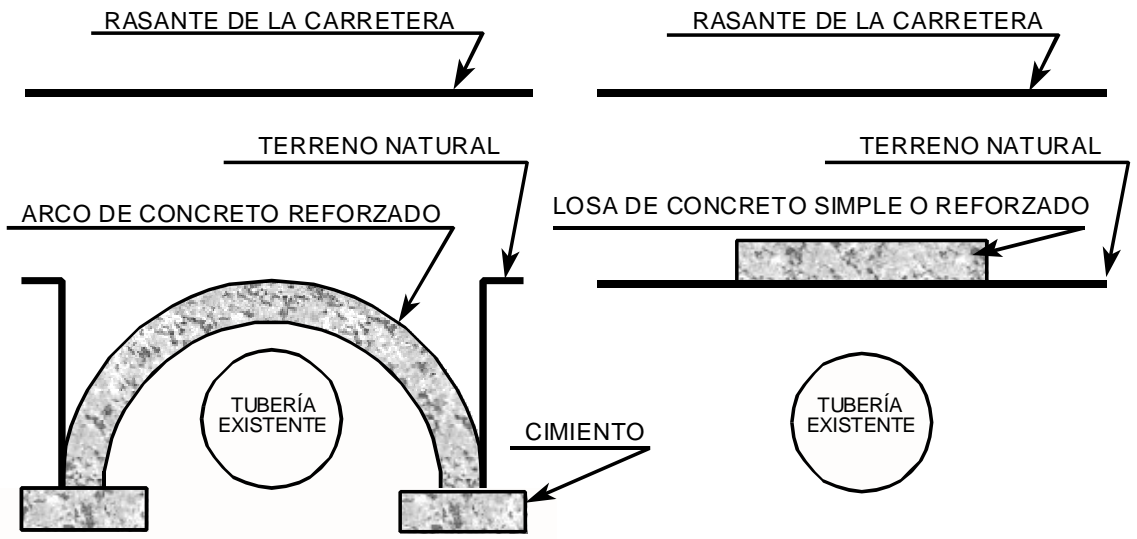 RASANTE DE LA CARRETERA
TERRENO NATURAL
ARCO DE CONCRETO REFORZADO
TUBERÍA
EXISTENTE
CIMIENTO
RASANTE DE LA CARRETERA
TERRENO NATURAL
LOSA DE CONCRETO SIMPLE O REFORZADO
TUBERÍA
EXISTENTE